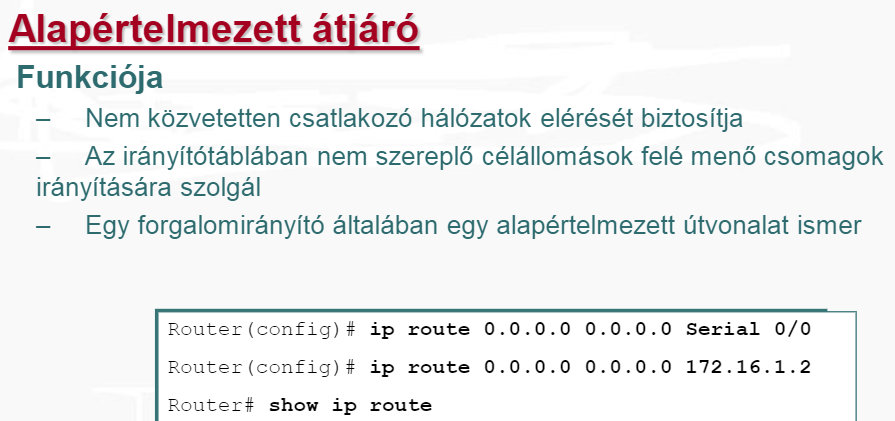 Alapértelmezett átjáró
Funkciója
– Nem közvetetten csatlakozó hálózatok elérését biztosítja
– Az irányítótáblában nem szereplő célállomások felé menő csomagok
irányítására szolgál
– Egy forgalomirányító általában egy alapértelmezett útvonalat ismer
Router(config)# ip route 0.0.0.0 0.0.0.0 Serial 0/0
Router(config)# ip route 0.0.0.0 0.0.0.0 172.16.1.2
Router# show ip route